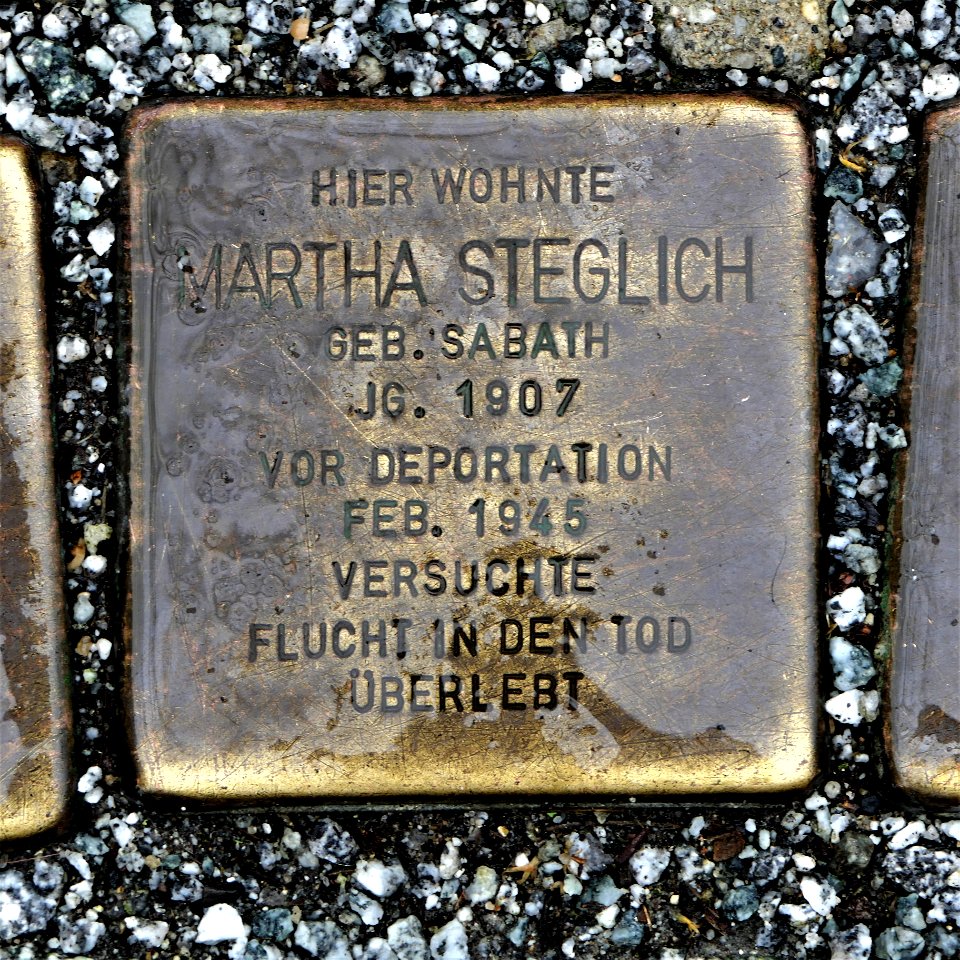 HIER WOHNTE
MARTHA STEGLICH
GEB. SABATH
JG. 1907
VOR DEPORTATION
FEB. 1945
VERSUCHTE
FLUCHT IN DEN TOD
ÜBERLEBT